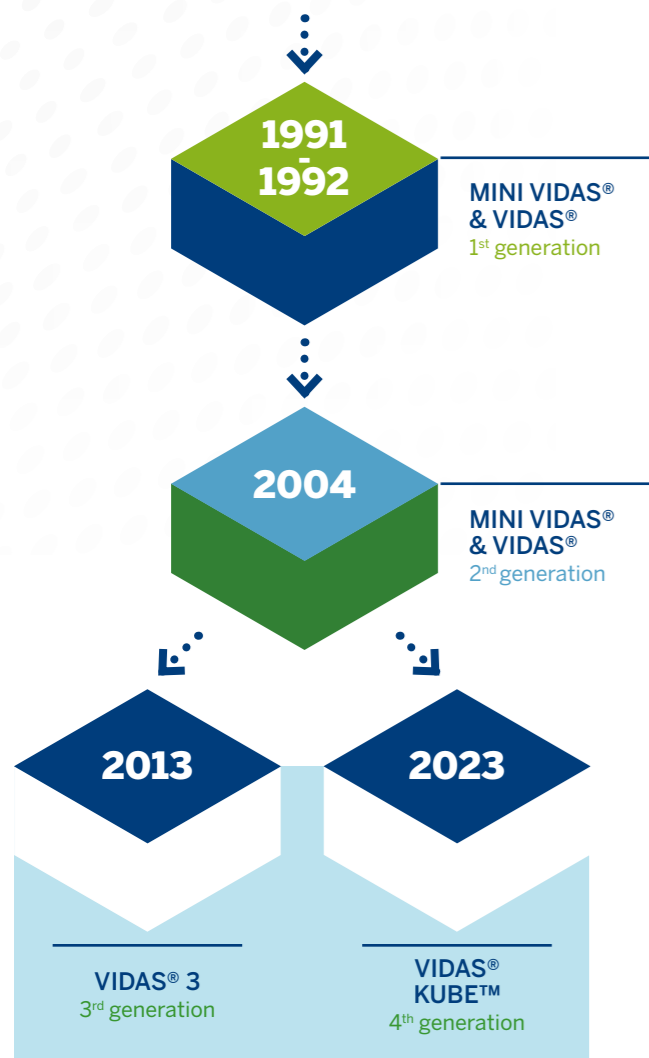 1991
-
1992
MINI VIDAS®
& VIDAS®
1st generation
2004
MINI VIDAS®
& VIDAS®
2nd generation
2013
2023
VIDAS® 3
3rd generation
VIDAS®
KUBE™
4th generation